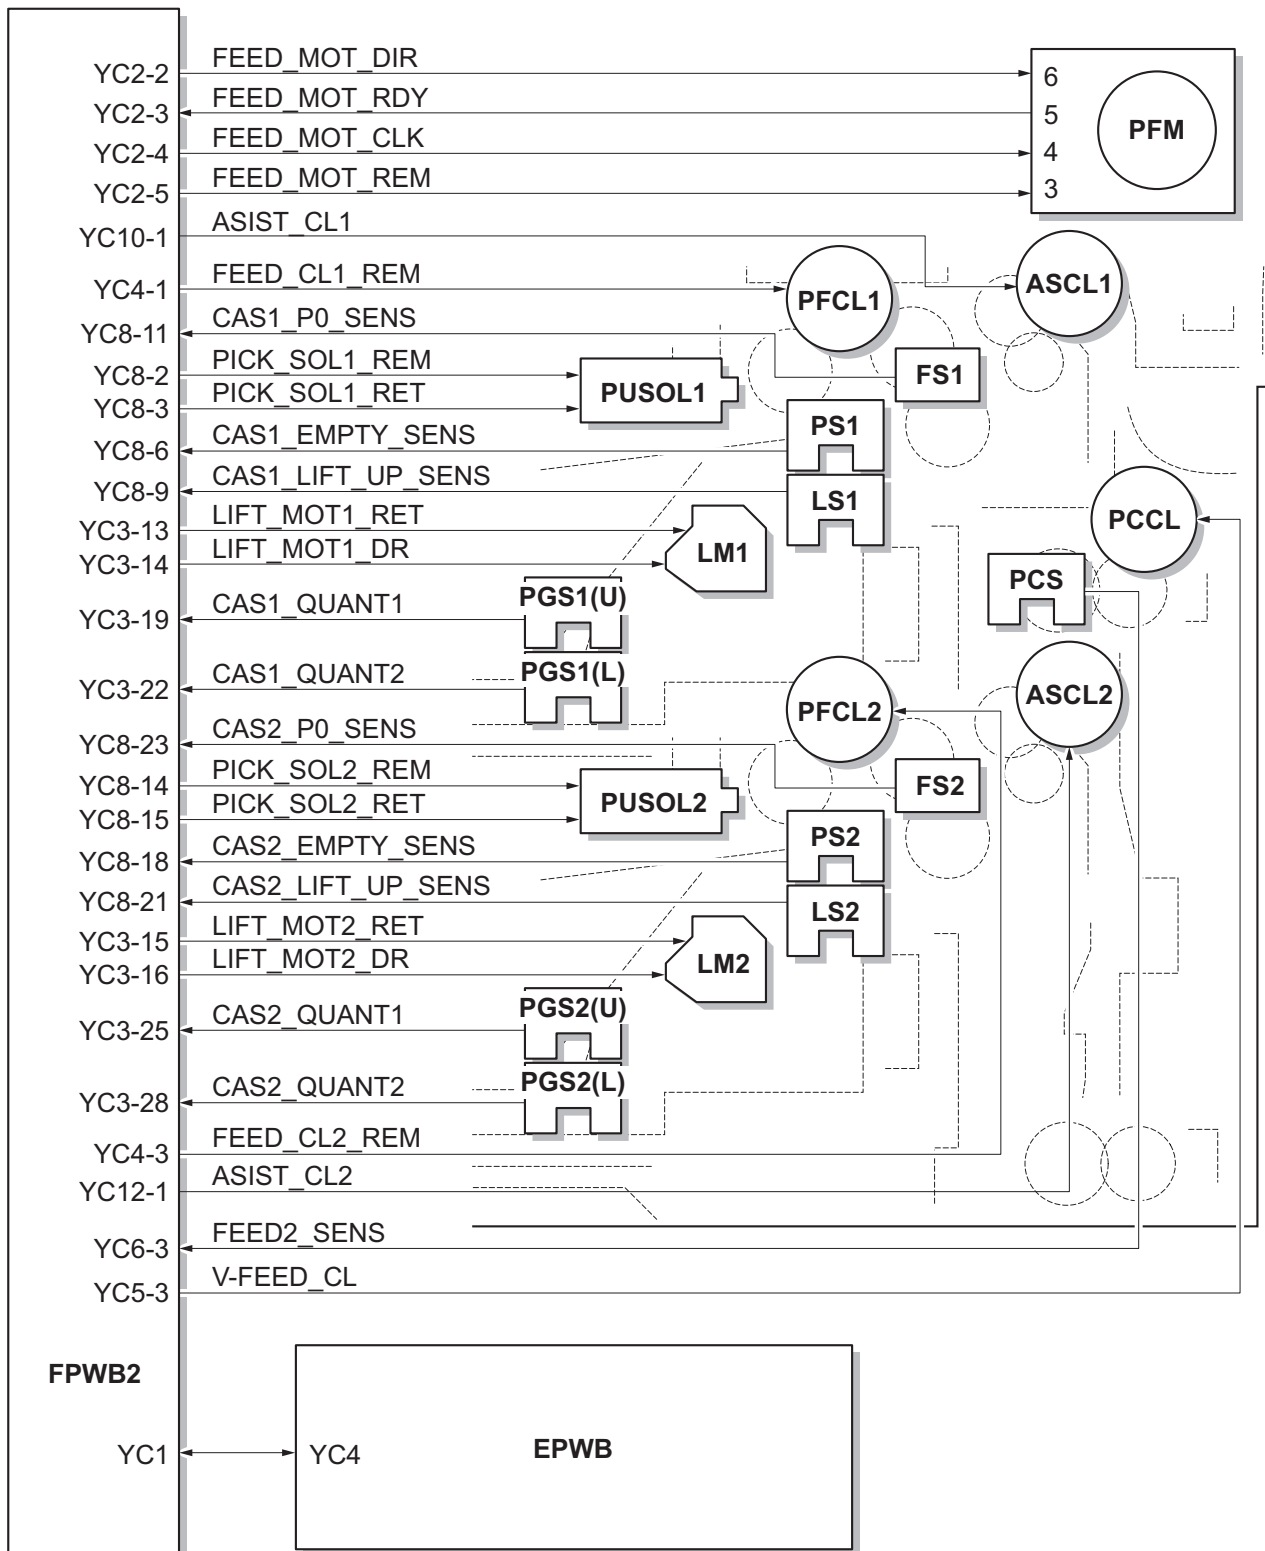 YC2-2 FEED_MOT_DIR 6
YC2-3 FEED_MOT_RDY 5
PFM
YC2-4 FEED_MOT_CLK 4
YC2-5 FEED_MOT_REM 3
YC10-1 ASIST_CL1
ASCL1
YC4-1 FEED_CL1_REM
PFCL1
YC8-11 CAS1_P0_SENS
FS1
YC8-2 PICK_SOL1_REM
PUSOL1
YC8-3 PICK_SOL1_RET
PS1
YC8-6 CAS1_EMPTY_SENS
YC8-9 CAS1_LIFT_UP_SENS
LS1
PCCL
YC3-13 LIFT_MOT1_RET
LM1
YC3-14 LIFT_MOT1_DR
PCS
PGS1(U)
YC3-19 CAS1_QUANT1
PGS1(L)
YC3-22 CAS1_QUANT2
PFCL2
ASCL2
YC8-23 CAS2_P0_SENS
FS2
YC8-14 PICK_SOL2_REM
PUSOL2
YC8-15 PICK_SOL2_RET
PS2
YC8-18 CAS2_EMPTY_SENS
YC8-21 CAS2_LIFT_UP_SENS
LS2
YC3-15 LIFT_MOT2_RET
LM2
YC3-16 LIFT_MOT2_DR
PGS2(U)
YC3-25 CAS2_QUANT1
PGS2(L)
YC3-28 CAS2_QUANT2
YC4-3 FEED_CL2_REM
YC12-1 ASIST_CL2
YC6-3 FEED2_SENS
YC5-3 V-FEED_CL
FPWB2
YC1 YC4 EPWB